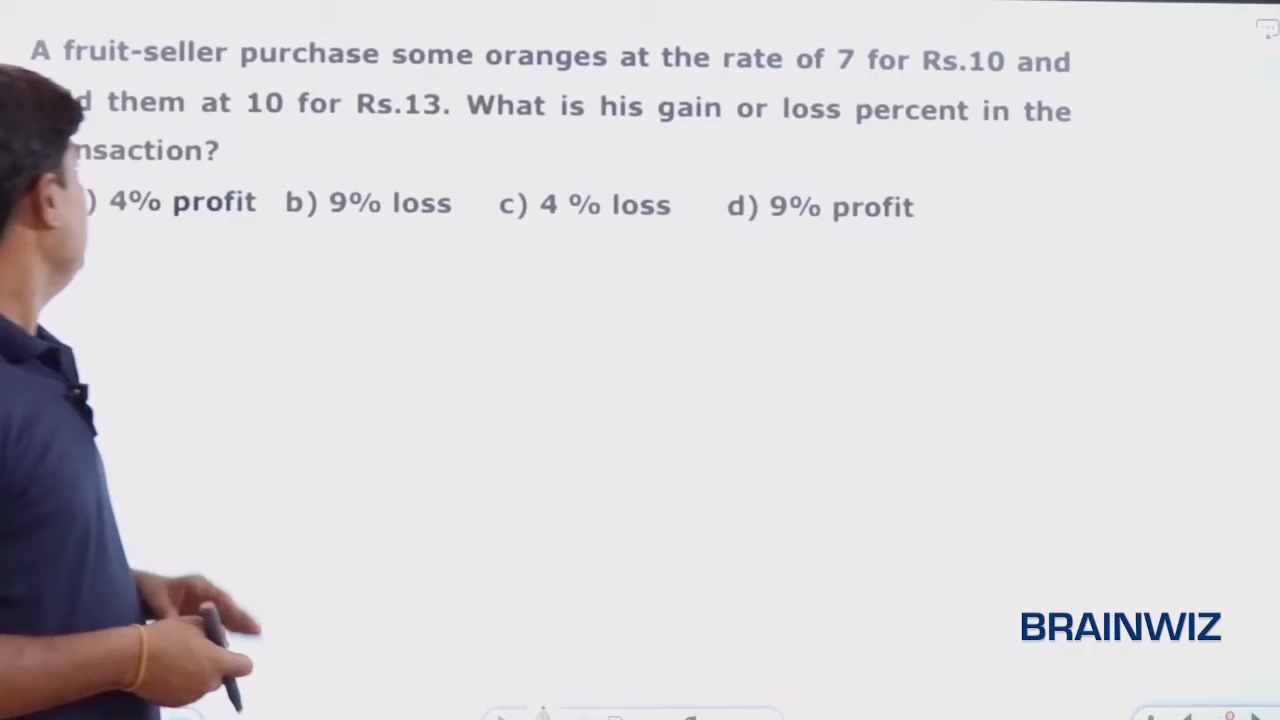 A fruit-seller purchase some oranges at the rate of 7 for Rs.10 and
them at 10 for Rs.13. What is his gain or loss percent in the
nsaction?
) 4% profit b) 9% loss c) 4 % loss d) 9% profit
BRAINWIZ